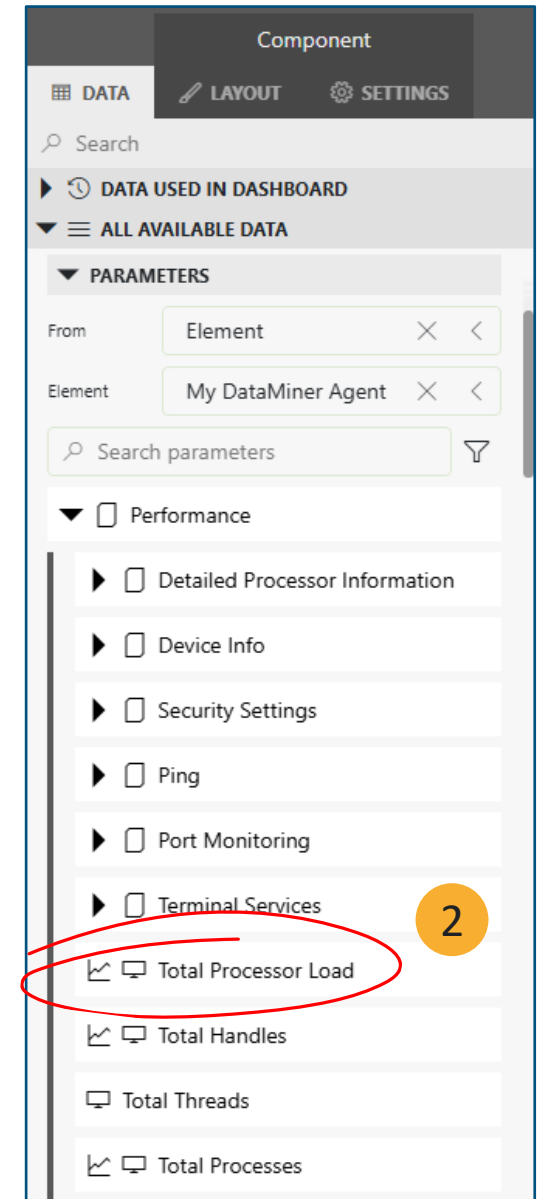 Component
DATA LAYOUT SETTINGS
Search
DATA USED IN DASHBOARD
ALL AVAILABLE DATA
PARAMETERS
From Element
Element My DataMiner Agent
Search parameters
Performance
Detailed Processor Information
Device Info
Security Settings
Ping
Port Monitoring
Terminal Services
2
Total Processor Load
Total Handles
Total Threads
Total Processes